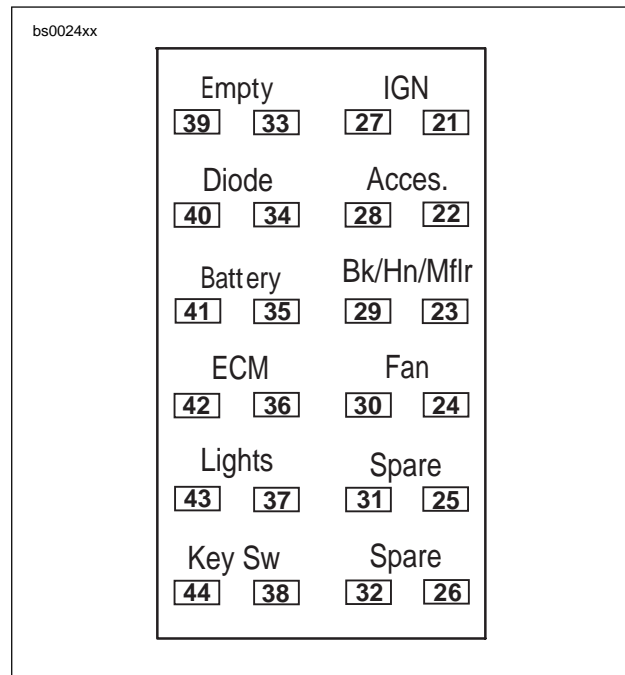 bs0024xx
Empty IGN
39 33 27 21
Diode Acces.
40 34 28 22
Battery Bk/Hn/Mflr
41 35 29 23
ECM Fan
42 36 30 24
Lights Spare
43 37 31 25
Key Sw Spare
44 38 32 26